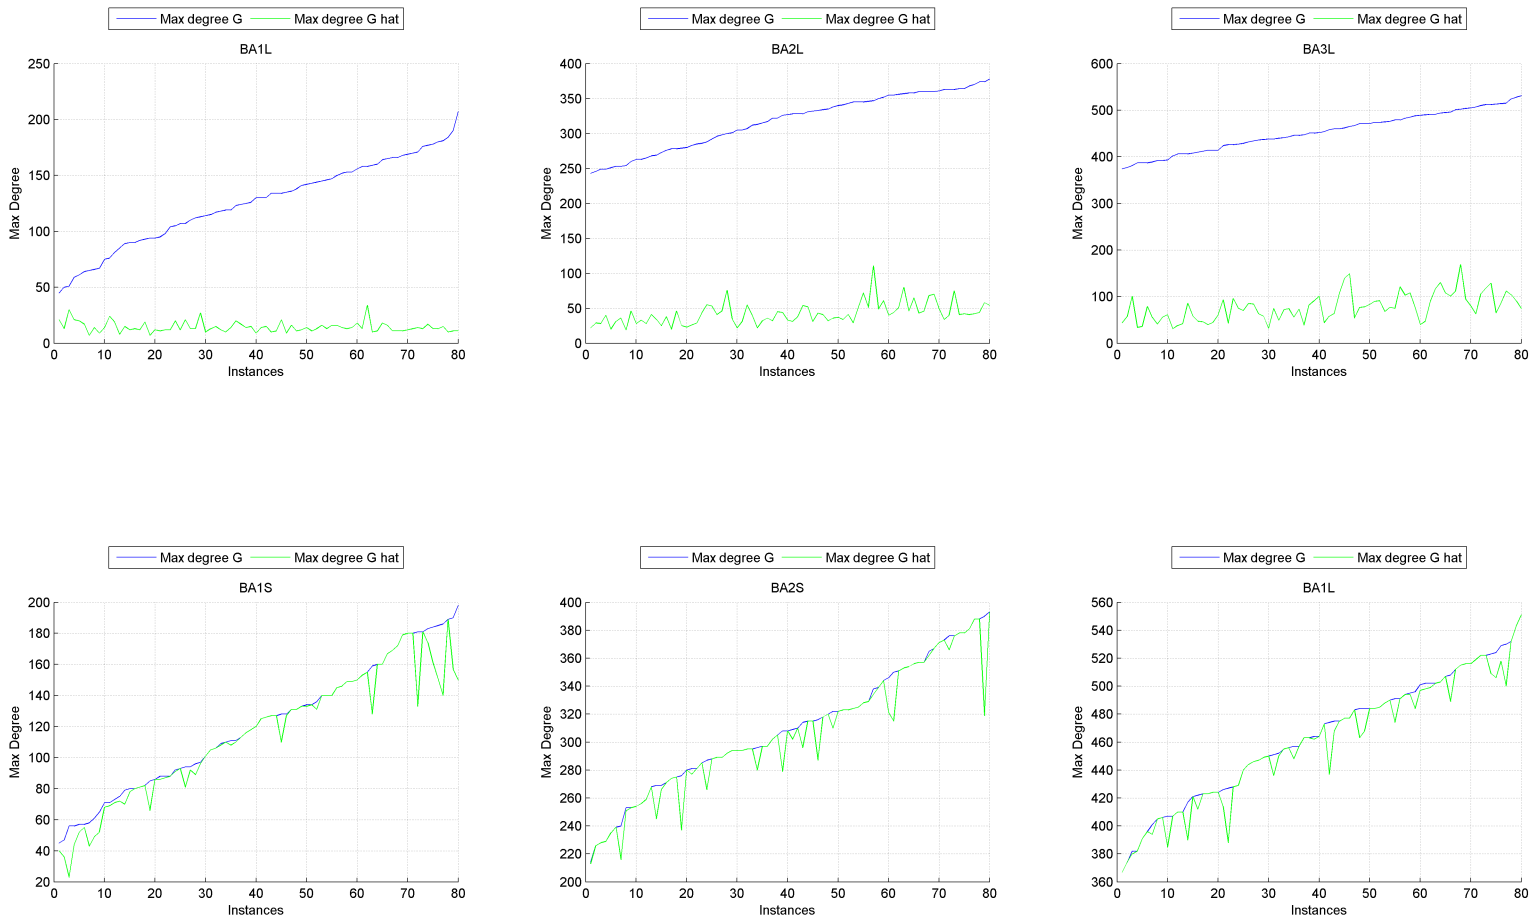 Max degree G Max degree G hat
BA1L
250
200
150
100
50
0
Max Degree
0 10 20 30 40 50 60 70 80
Instances
Max degree G Max degree G hat
BA2L
400
350
300
250
200
150
100
50
0
Max Degree
0 10 20 30 40 50 60 70 80
Instances
Max degree G Max degree G hat
BA3L
600
500
400
300
200
100
0
Max Degree
0 10 20 30 40 50 60 70 80
Instances
Max degree G Max degree G hat
BA1S
200
180
160
140
120
100
80
60
40
20
Max Degree
0 10 20 30 40 50 60 70 80
Instances
Max degree G Max degree G hat
BA2S
400
380
360
340
320
300
280
260
240
220
200
Max Degree
0 10 20 30 40 50 60 70 80
Instances
Max degree G Max degree G hat
BA1L
560
540
520
500
480
460
440
420
400
380
360
Max Degree
0 10 20 30 40 50 60 70 80
Instances